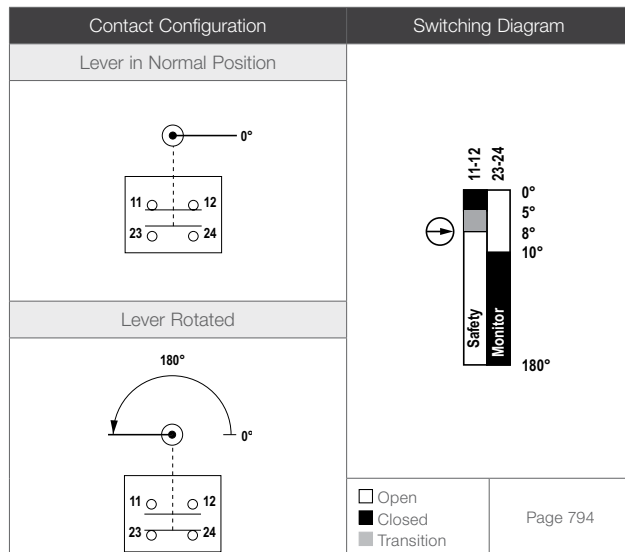 Contact Configuration
Switching Diagram
Lever in Normal Position
0°
11 12
23 24
Lever Rotated
180°
0°
11 12
23 24
11-12 23-24
0°
5°
8°
10°
180°
Safety Monitor
Open
Closed
Transition
Page 794